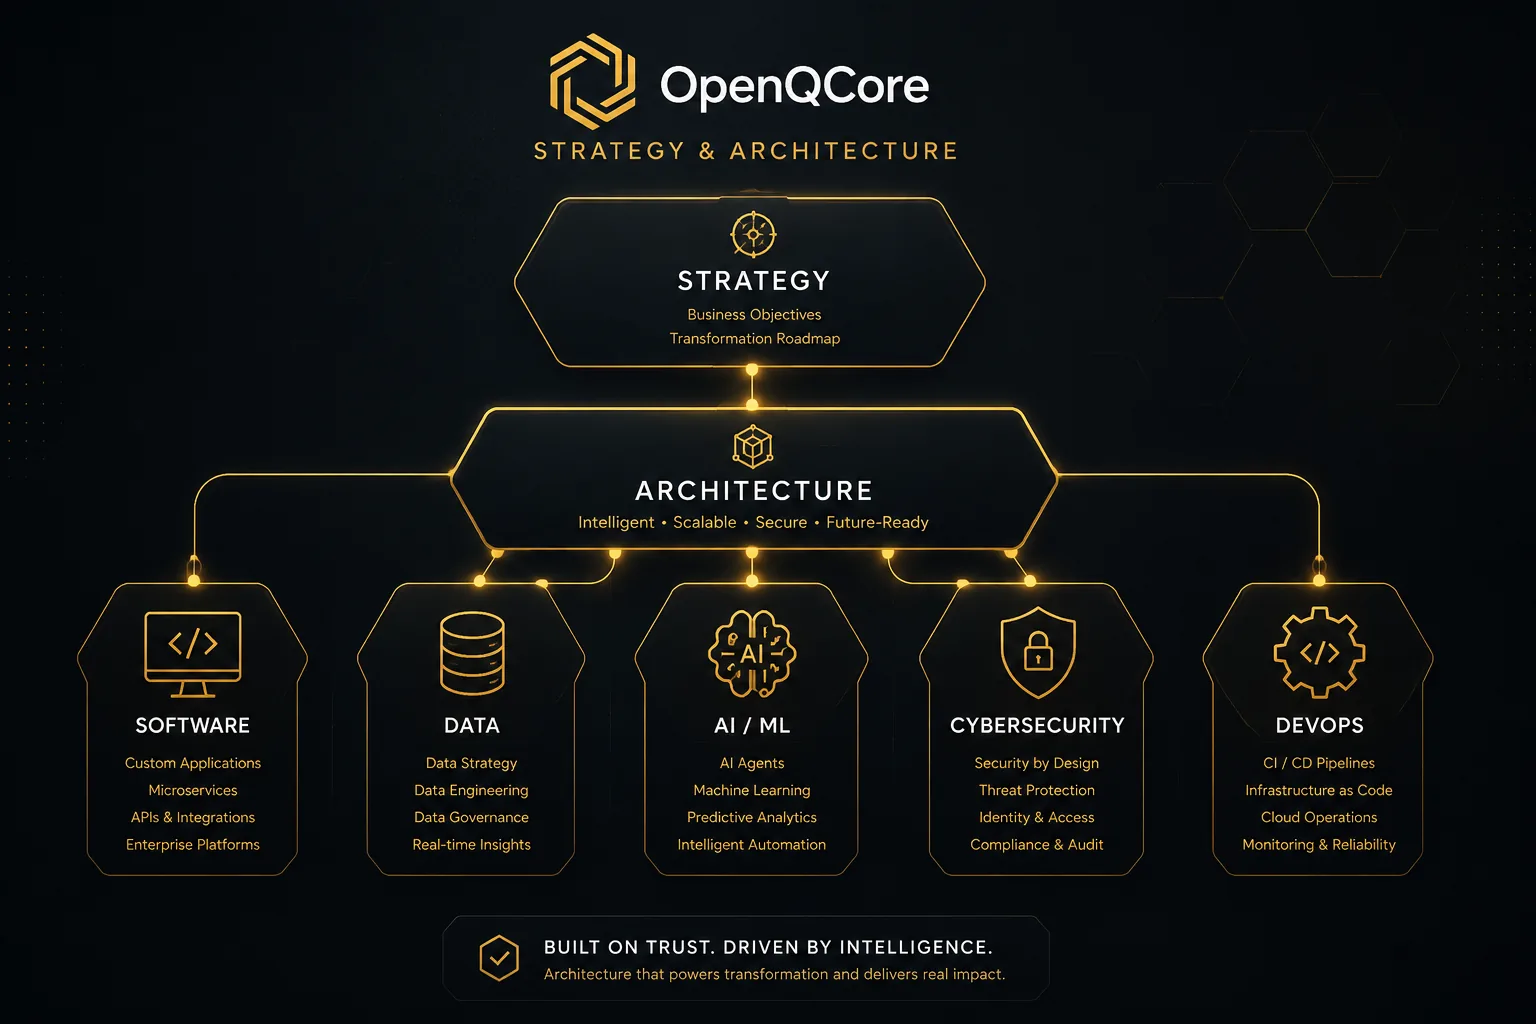 OpenQCore
STRATEGY & ARCHITECTURE
STRATEGY
Business Objectives
Transformation Roadmap
ARCHITECTURE
Intelligent • Scalable • Secure • Future-Ready
</>
SOFTWARE
Custom Applications
Microservices
APIs & Integrations
Enterprise Platforms
DATA
Data Strategy
Data Engineering
Data Governance
Real-time Insights
AI
AI / ML
AI Agents
Machine Learning
Predictive Analytics
Intelligent Automation
CYBERSECURITY
Security by Design
Threat Protection
Identity & Access
Compliance & Audit
</>
DEVOPS
CI / CD Pipelines
Infrastructure as Code
Cloud Operations
Monitoring & Reliability
BUILT ON TRUST. DRIVEN BY INTELLIGENCE.
Architecture that powers transformation and delivers real impact.